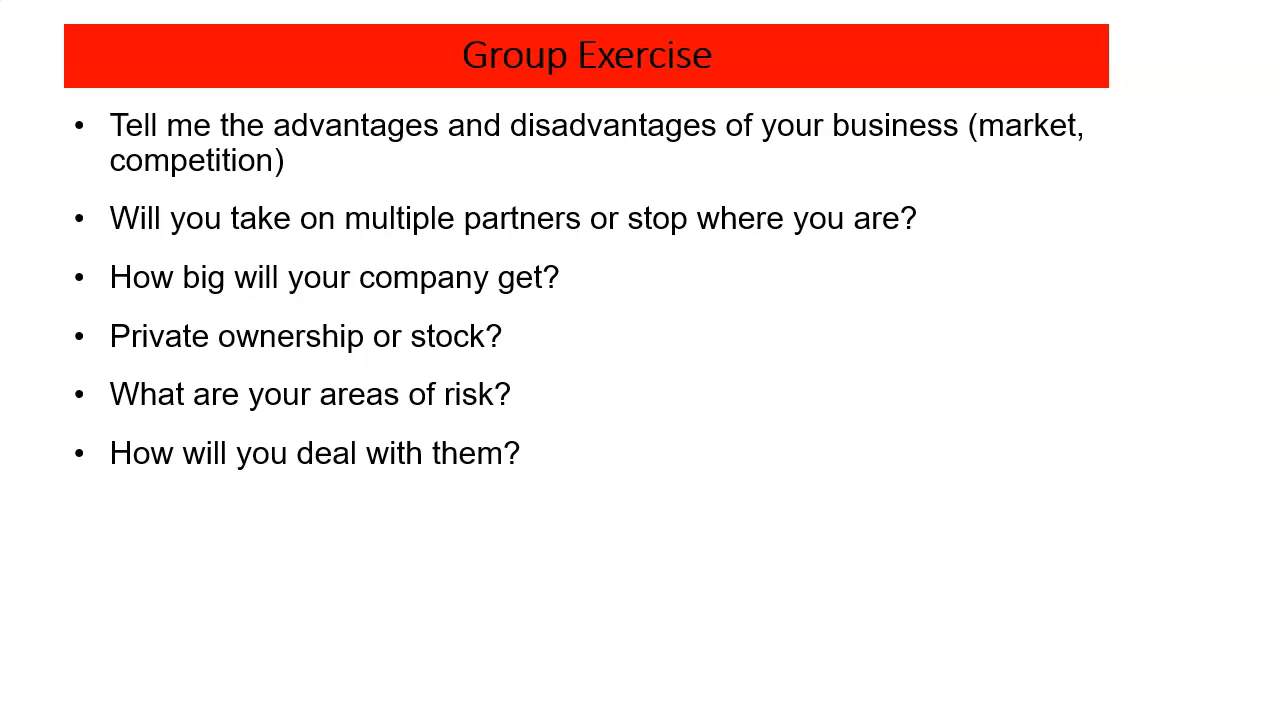 Group Exercise
• Tell me the advantages and disadvantages of your business (market,
competition)
• Will you take on multiple partners or stop where you are?
• How big will your company get?
• Private ownership or stock?
• What are your areas of risk?
• How will you deal with them?